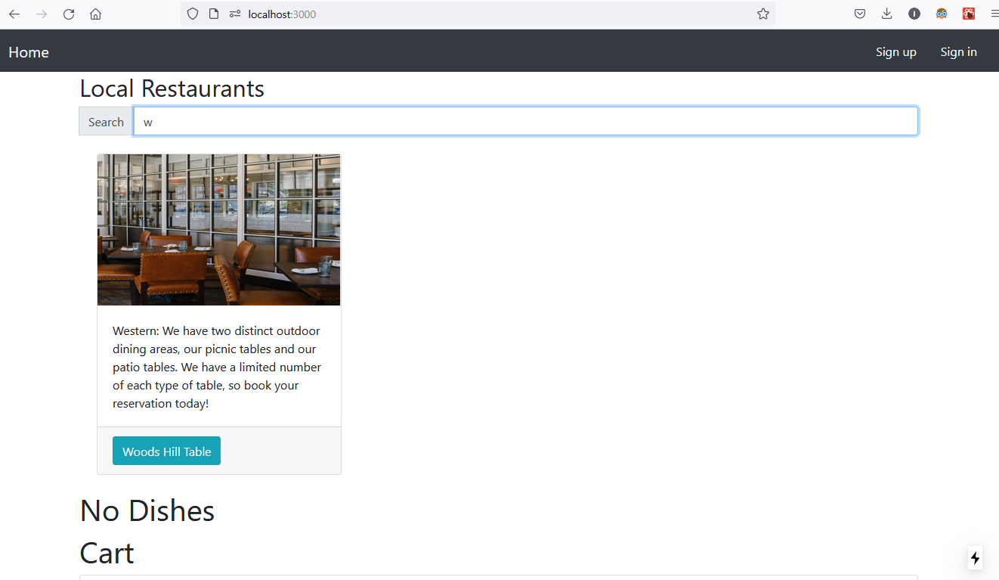 localhost:3000
Home
Sign up
Sign in
Local Restaurants
Search
w
Western: We have two distinct outdoor
dining areas, our picnic tables and our
patio tables. We have a limited number
of each type of table, so book your
reservation today!
Woods Hill Table
No Dishes
Cart